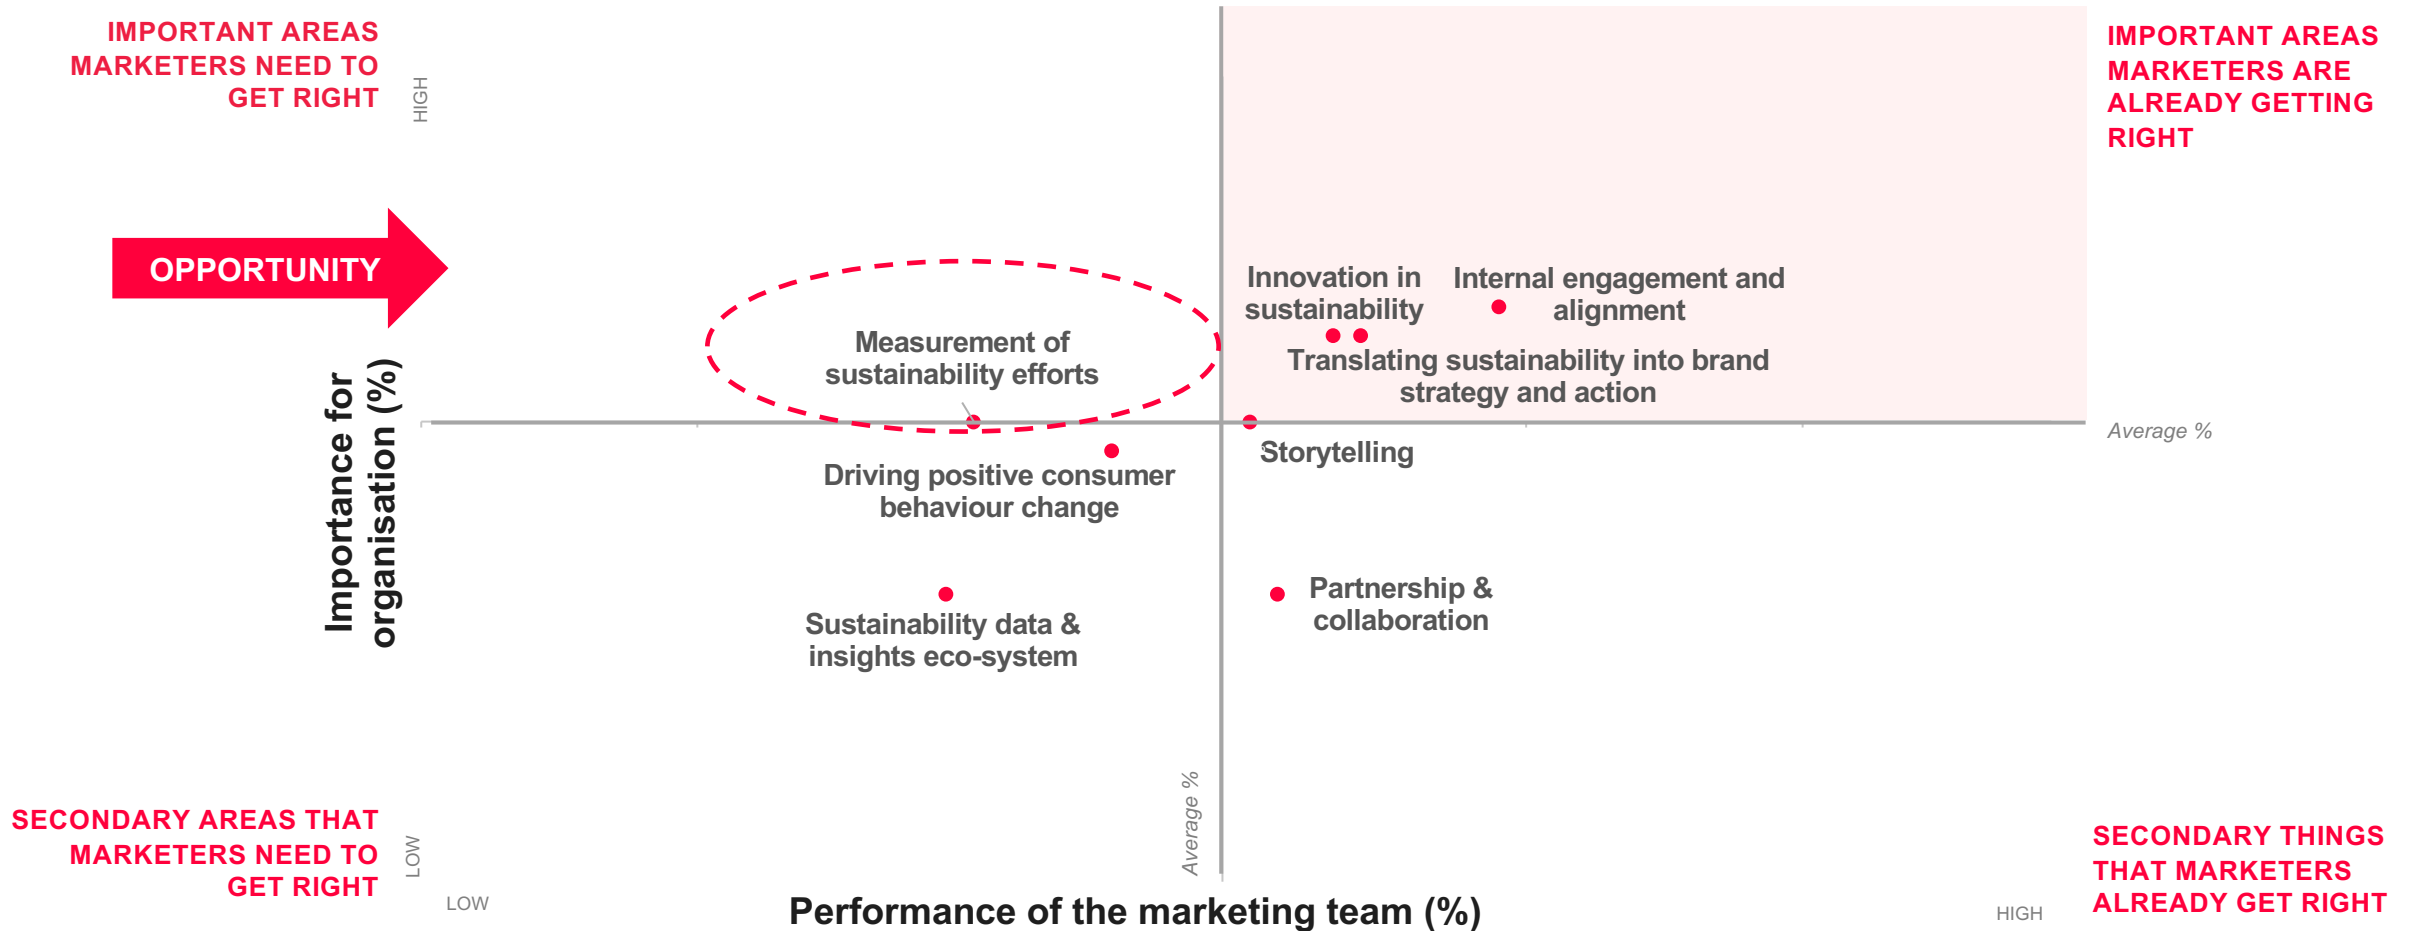 IMPORTANT AREAS
MARKETERS NEED TO
GET RIGHT
HIGH
IMPORTANT AREAS
MARKETERS ARE
ALREADY GETTING
RIGHT
OPPORTUNITY
Innovation in
sustainability
Internal engagement and
alignment
Measurement of
sustainability efforts
Translating sustainability into brand
strategy and action
Importance for
organisation (%)
Average %
Storytelling
Driving positive consumer
behaviour change
Partnership &
collaboration
Sustainability data &
insights eco-system
Average %
SECONDARY AREAS THAT
MARKETERS NEED TO
GET RIGHT
LOW
LOW
Performance of the marketing team (%)
HIGH
SECONDARY THINGS
THAT MARKETERS
ALREADY GET RIGHT